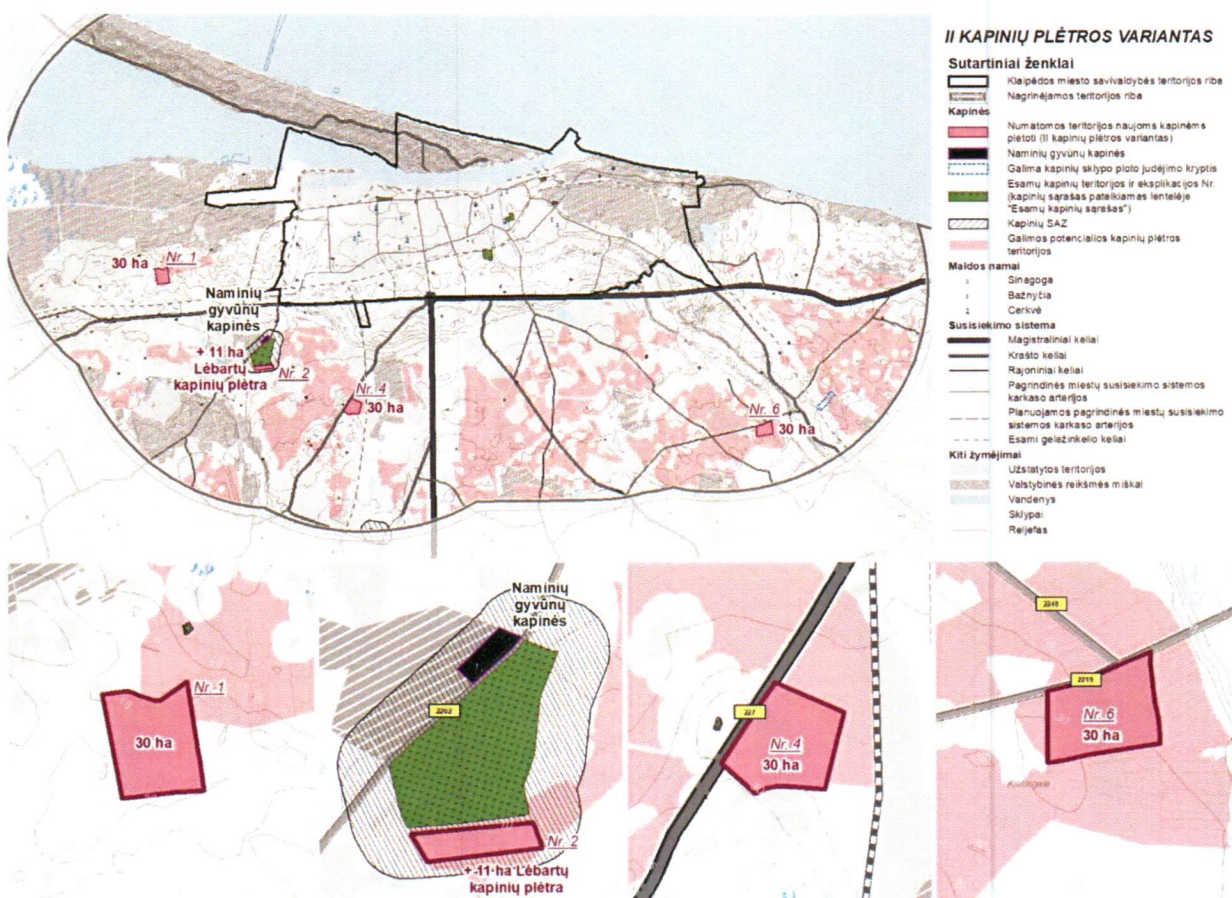 II KAPINIŲ PLĖTROS VARIANTAS
Sutartiniai ženklai
Klaipėdos miesto savivaldybės teritorijos riba
Nagrinėjamos teritorijos riba
Kapinės
Numatomos teritorijos naujoms kapinėms
plėtoti (II kapinių plėtros variantas)
Naminių gyvūnų kapinės
Galima kapinių sklypo ploto judėjimo kryptis
Esamų kapinių teritorijos ir eksplikacijos Nr.
(kapinių sąrašas pateikiamas lentelėje
"Esamų kapinių sąrašas")
Kapinių SAZ
Galimos potencialios kapinių plėtros
teritorijos
Maldos namai
Sinagoga
Bažnyčia
Cerkvė
Susisiekimo sistema
Magistraliniai keliai
Krašto keliai
Rajoniniai keliai
Pagrindinės miestų susisiekimo sistemos
karkaso arterijos
Planuojamos pagrindinės miestų susisiekimo
sistemos karkaso arterijos
Esami geležinkelio keliai
Kiti žymėjimai
Užstatytos teritorijos
Valstybinės reikšmės miškai
Vandenys
Sklypai
Reljefas
30 ha
Nr. 1
Naminių
gyvūnų
kapinės
+ 11 ha
Lėbartų
kapinių plėtra
Nr. 2
Nr. 4
30 ha
Nr. 6
30 ha
Nr. 1
30 ha
Naminių
gyvūnų
kapinės
2202
Nr. 2
+ 11 ha Lėbartų
kapinių plėtra
227
Nr. 4
30 ha
2248
2219
Nr. 6
30 ha